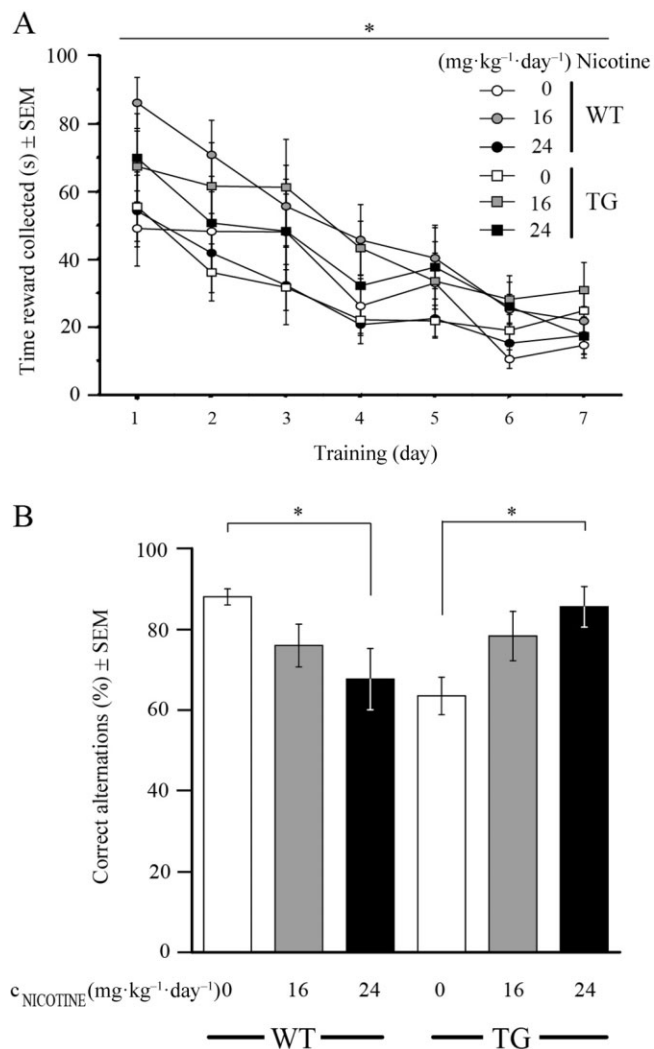 A
*
Time reward collected (s) ± SEM
100
80
60
40
20
0
1 2 3 4 5 6 7
Training (day)
(mg·kg⁻¹·day⁻¹) Nicotine
0
16
24
WT
0
16
24
TG
B
* *
Correct alternations (%) ± SEM
100
80
60
40
20
0
c NICOTINE (mg·kg⁻¹·day⁻¹) 0 16 24 0 16 24
WT TG